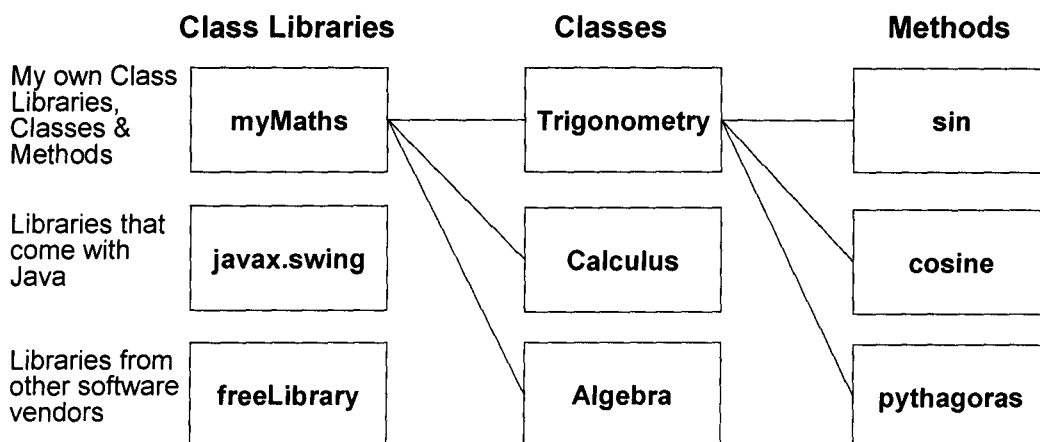 Class Libraries Classes Methods
My own Class
Libraries,
Classes &
Methods
myMaths Trigonometry sin
Libraries that
come with
Java
javax.swing Calculus cosine
Libraries from
other software
vendors
freeLibrary Algebra pythagoras